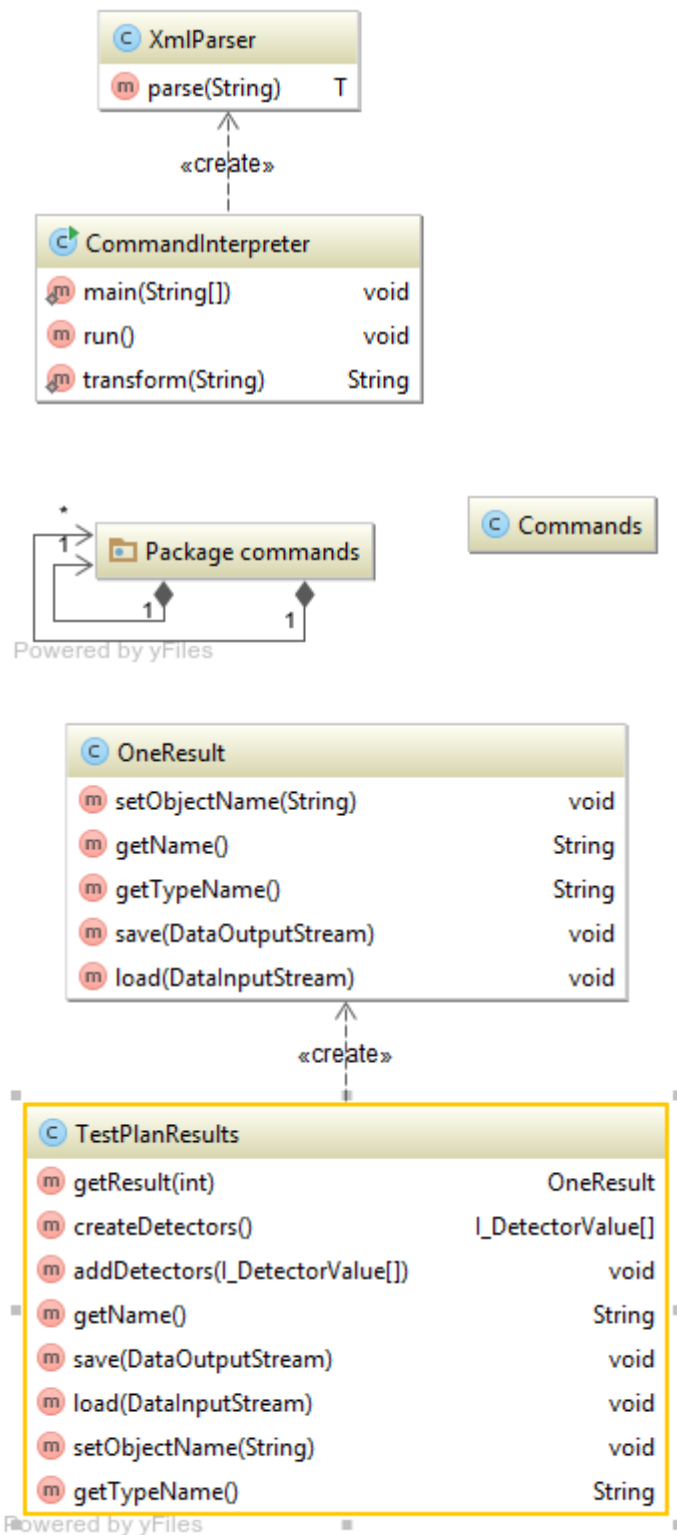 C XmlParser
m parse(String) T
«create»
C CommandInterpreter
m main(String[]) void
m run() void
m transform(String) String
*
1
Package commands
1
1
C Commands
Powered by yFiles
C OneResult
m setObjectName(String) void
m getName() String
m getTypeName() String
m save(DataOutputStream) void
m load(DataInputStream) void
«create»
C TestPlanResults
m getResult(int) OneResult
m createDetectors() I_DetectorValue[]
m addDetectors(I_DetectorValue[]) void
m getName() String
m save(DataOutputStream) void
m load(DataInputStream) void
m setObjectName(String) void
m getTypeName() String
Powered by yFiles